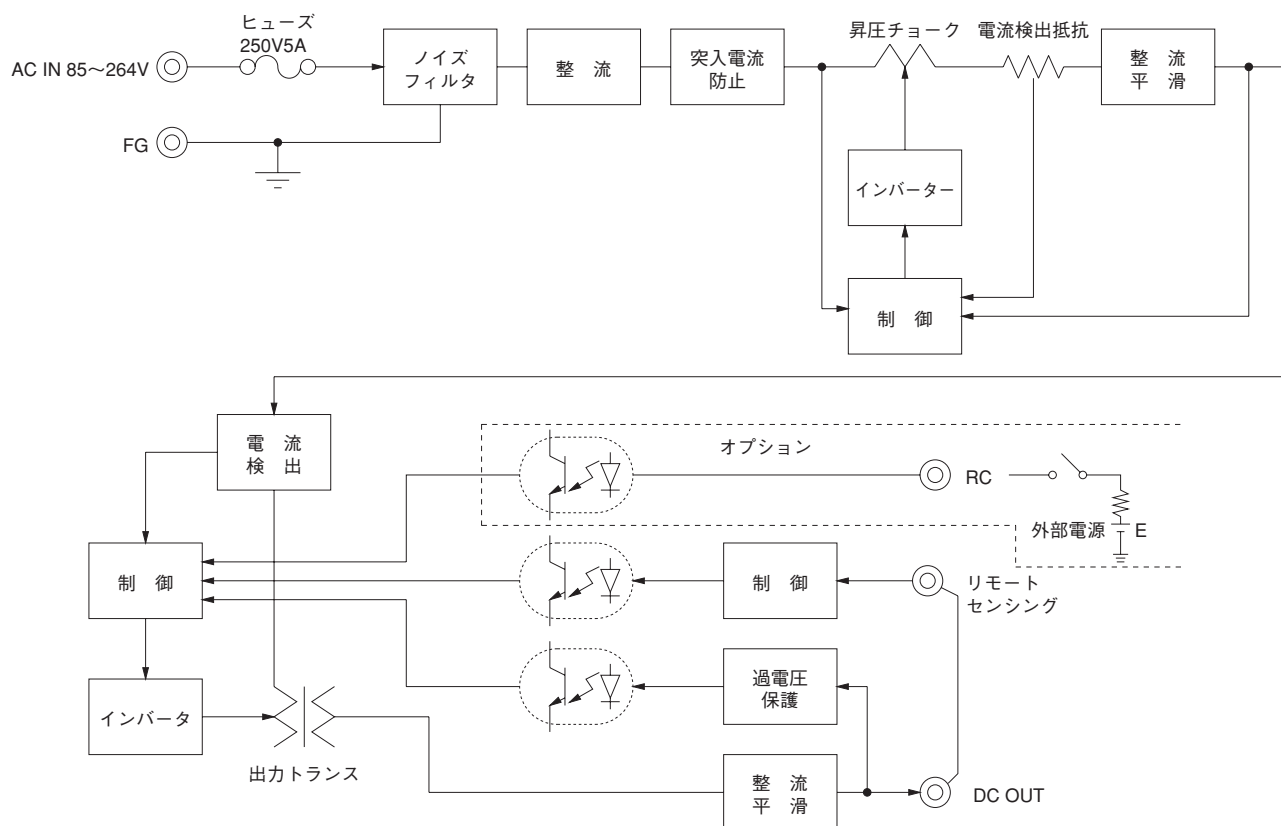 ヒューズ
250V5A
AC IN 85～264V
ノイズ
フィルタ
整 流
突入電流
防止
昇圧チョーク
電流検出抵抗
整 流
平 滑
FG
インバーター
制 御
電 流
検 出
オプション
RC
外部電源
E
制 御
制 御
リモート
センシング
過電圧
保護
インバータ
出力トランス
整 流
平 滑
DC OUT